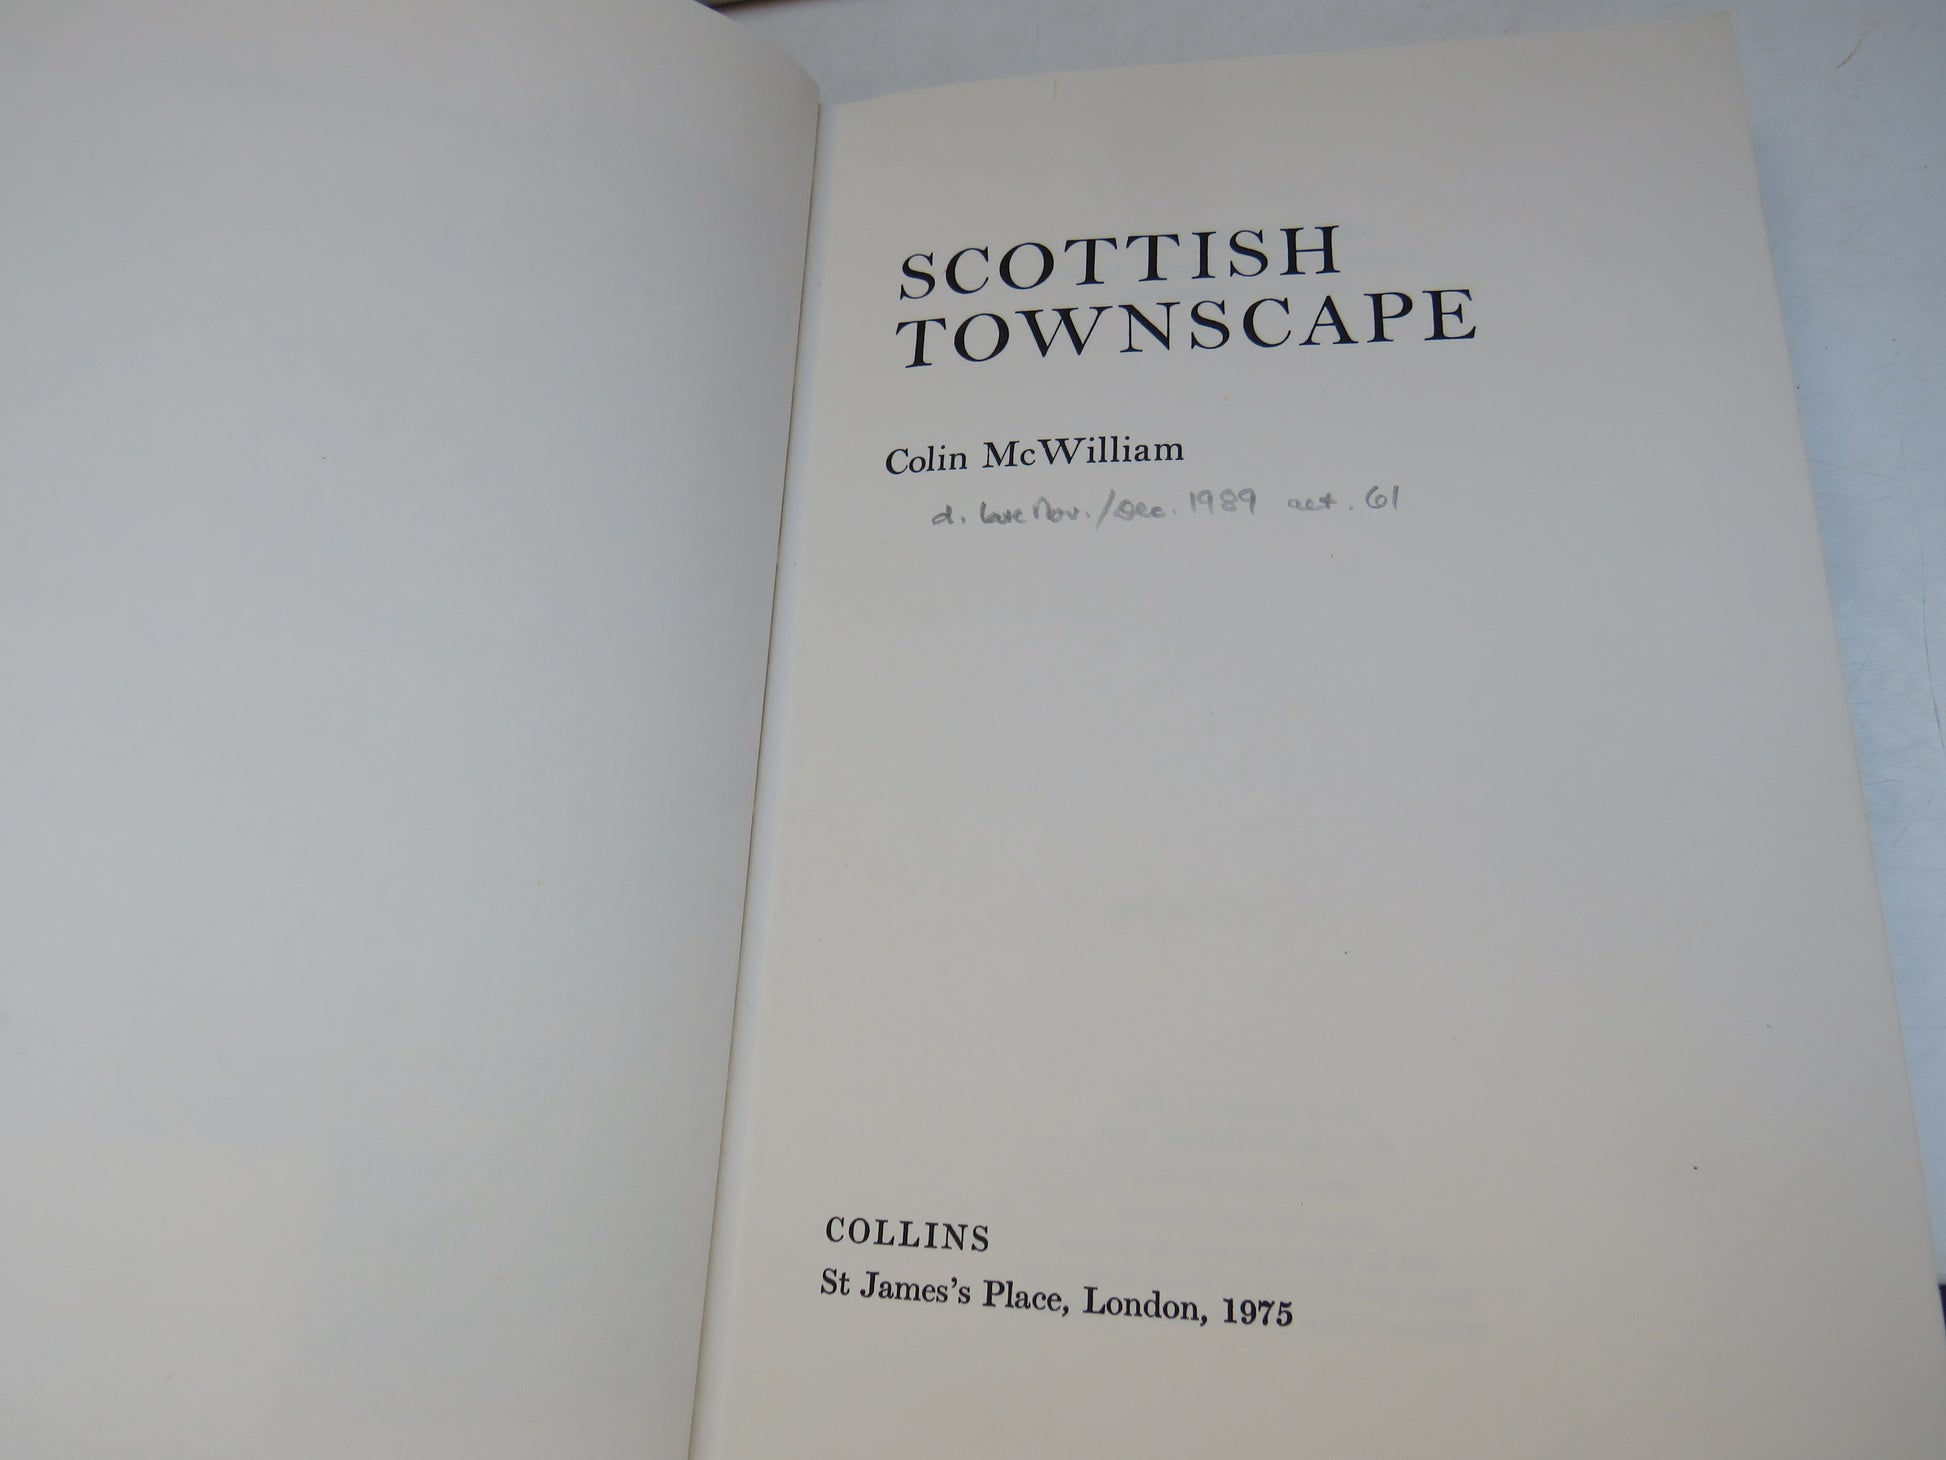 SCOTTISH
TOWNSCAPE
Colin McWilliam
d. late Nov./Dec. 1989 aet. 61
COLLINS
St James's Place, London, 1975